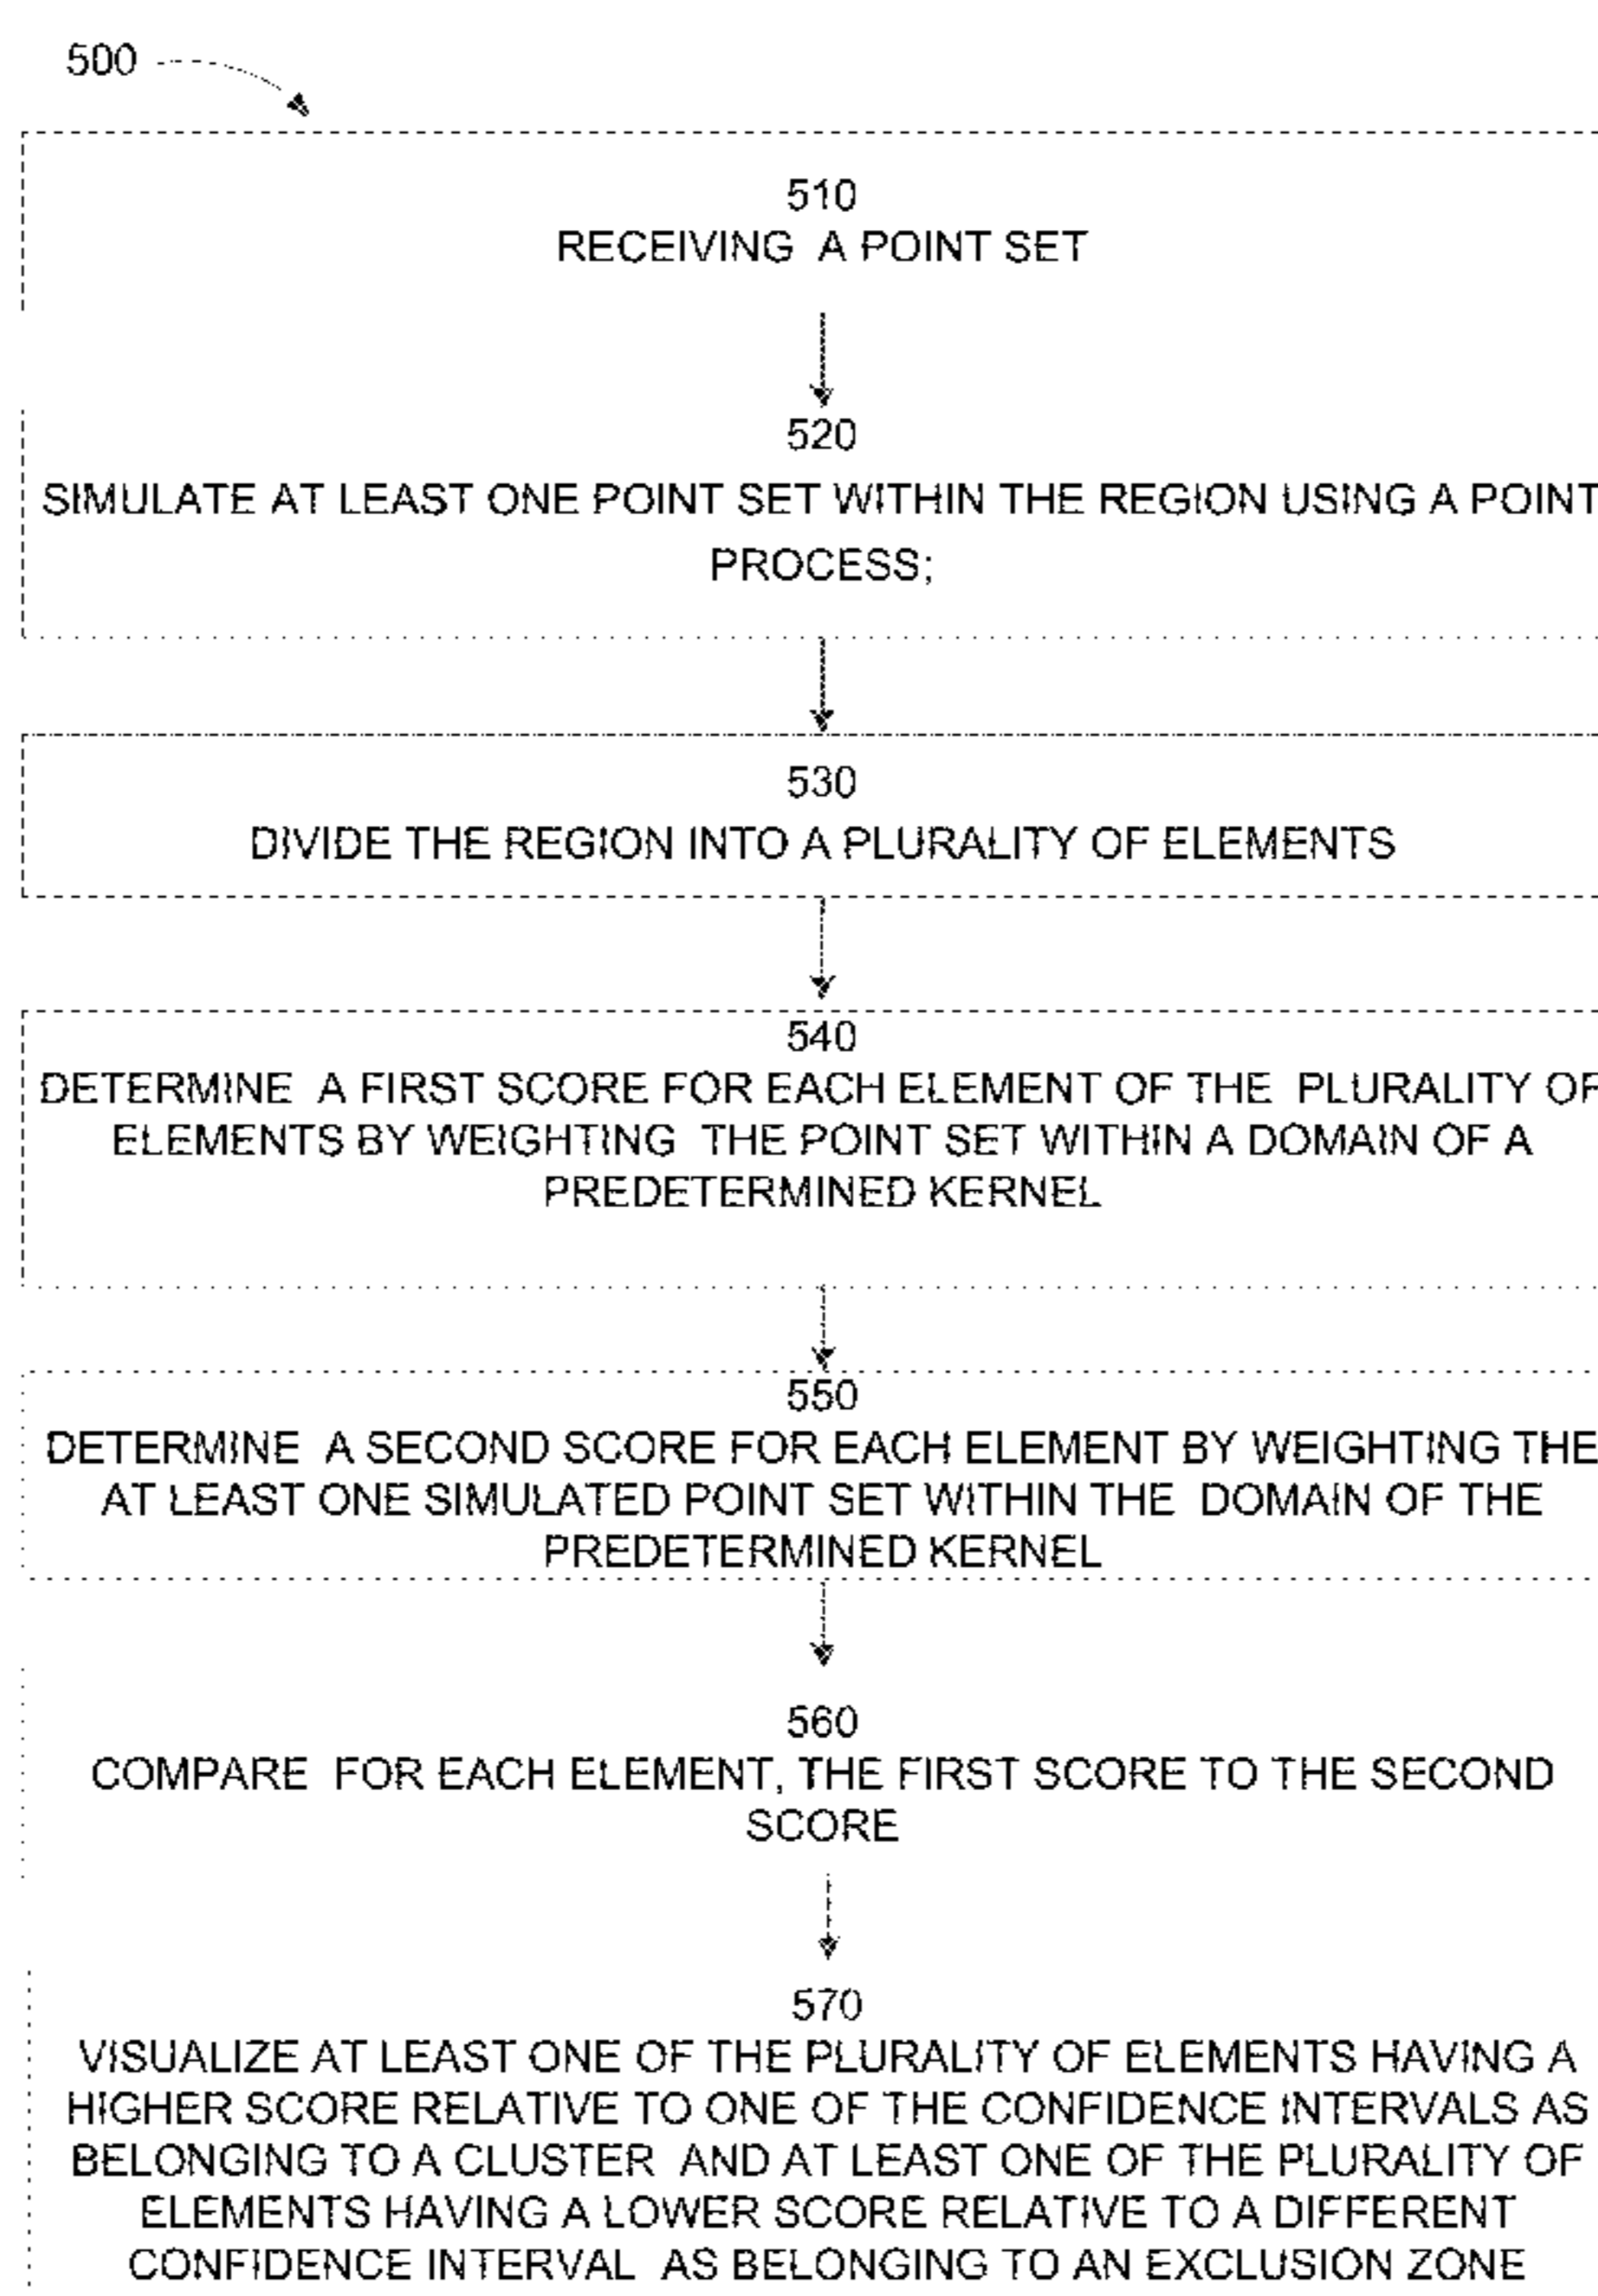 500
510
RECEIVING A POINT SET
520
SIMULATE AT LEAST ONE POINT SET WITHIN THE REGION USING A POINT
PROCESS;
530
DIVIDE THE REGION INTO A PLURALITY OF ELEMENTS
540
DETERMINE A FIRST SCORE FOR EACH ELEMENT OF THE PLURALITY OF
ELEMENTS BY WEIGHTING THE POINT SET WITHIN A DOMAIN OF A
PREDETERMINED KERNEL
550
DETERMINE A SECOND SCORE FOR EACH ELEMENT BY WEIGHTING THE
AT LEAST ONE SIMULATED POINT SET WITHIN THE DOMAIN OF THE
PREDETERMINED KERNEL
560
COMPARE FOR EACH ELEMENT, THE FIRST SCORE TO THE SECOND
SCORE
570
VISUALIZE AT LEAST ONE OF THE PLURALITY OF ELEMENTS HAVING A
HIGHER SCORE RELATIVE TO ONE OF THE CONFIDENCE INTERVALS AS
BELONGING TO A CLUSTER AND AT LEAST ONE OF THE PLURALITY OF
ELEMENTS HAVING A LOWER SCORE RELATIVE TO A DIFFERENT
CONFIDENCE INTERVAL AS BELONGING TO AN EXCLUSION ZONE